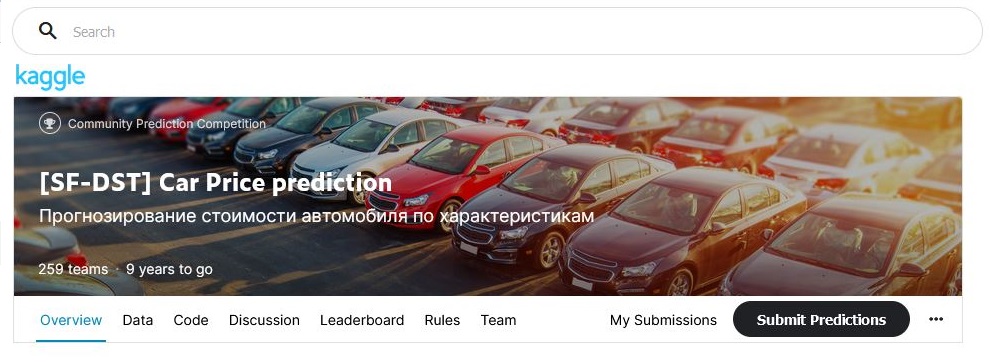 Search
kaggle
Community Prediction Competition
[SF-DST] Car Price prediction
Прогнозирование стоимости автомобиля по характеристикам
259 teams · 9 years to go
Overview Data Code Discussion Leaderboard Rules Team My Submissions Submit Predictions